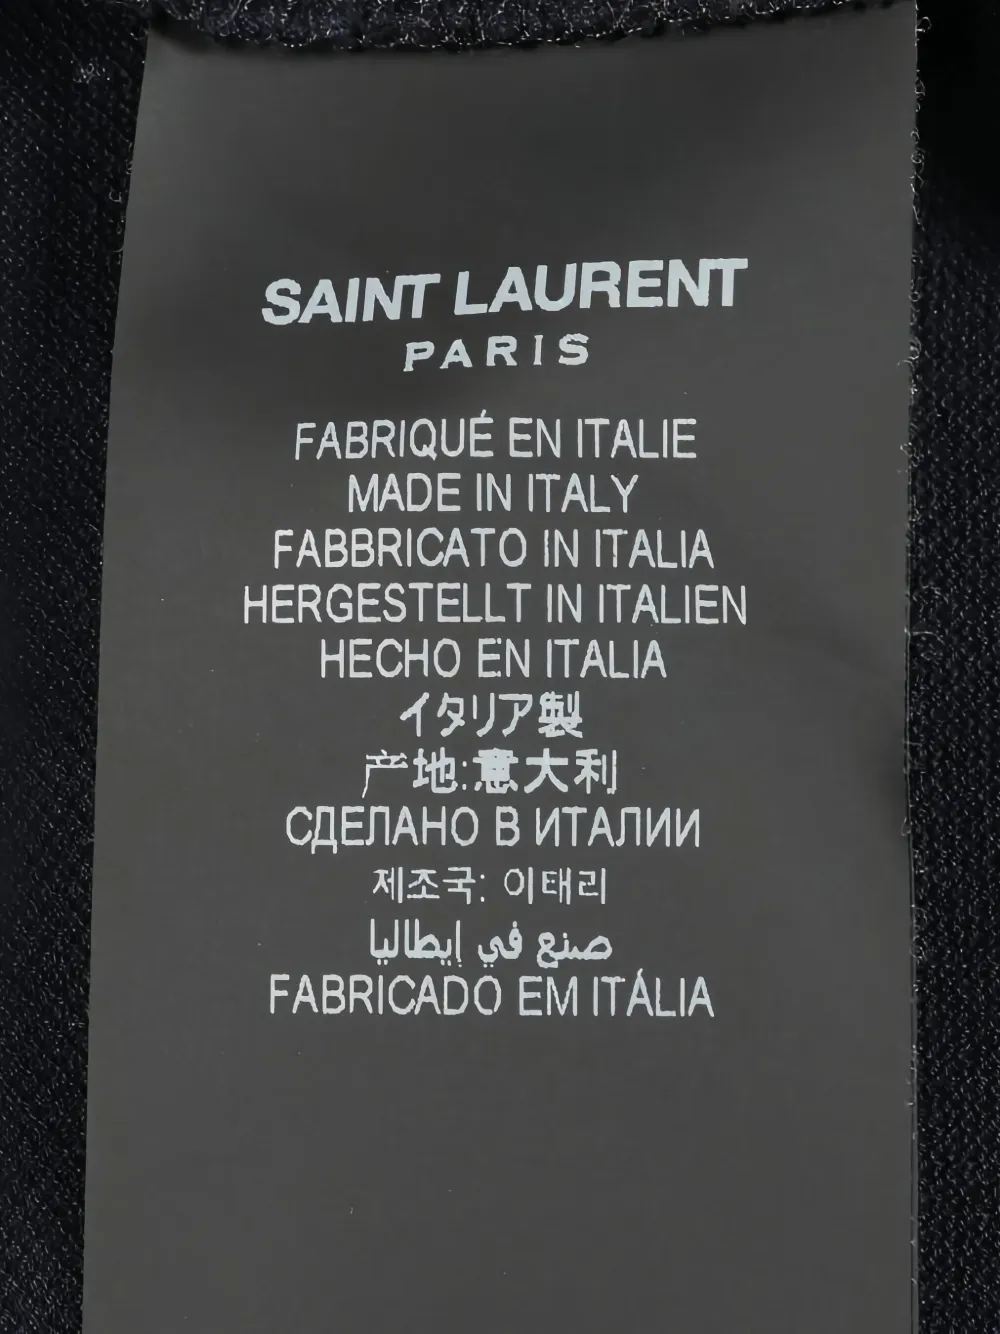 SAINT LAURENT
PARIS
FABRIQUÉ EN ITALIE
MADE IN ITALY
FABBRICATO IN ITALIA
HERGESTELLT IN ITALIEN
HECHO EN ITALIA
イタリア製
产地:意大利
СДЕЛАНО В ИТАЛИИ
제조국: 이태리
صنع في إيطاليا
FABRICADO EM ITÁLIA